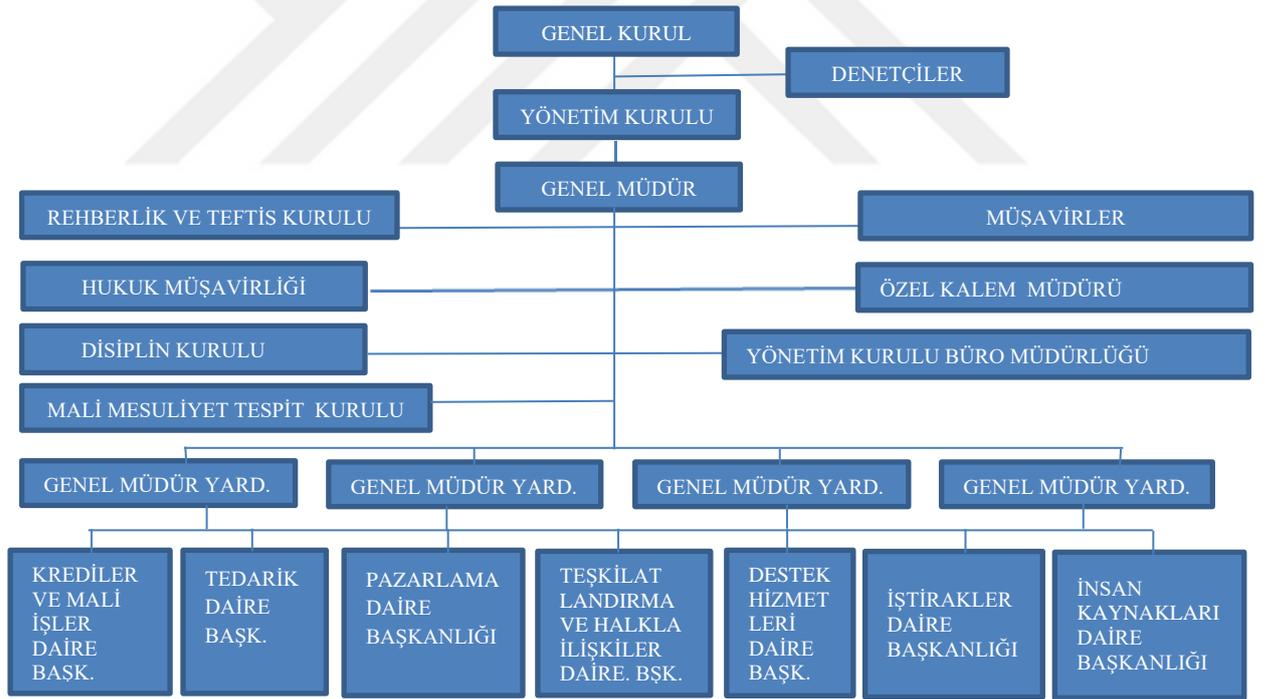 GENEL KURUL
DENETÇİLER
YÖNETİM KURULU
GENEL MÜDÜR
REHBERLİK VE TEFTİS KURULU
MÜŞAVİRLER
HUKUK MÜŞAVİRLİĞİ
ÖZEL KALEM MÜDÜRÜ
DİSİPLİN KURULU
YÖNETİM KURULU BÜRO MÜDÜRLÜĞÜ
MALİ MESULİYET TESPİT KURULU
GENEL MÜDÜR YARD.
GENEL MÜDÜR YARD.
GENEL MÜDÜR YARD.
GENEL MÜDÜR YARD.
KREDİLER
VE MALİ
İŞLER
DAİRE
BAŞK.
TEDARİK
DAİRE
BAŞK.
PAZARLAMA
DAİRE
BAŞKANLIĞI
TEŞKİLAT
LANDIRMA
VE HALKLA
İLİŞKİLER
DAİRE. BŞK.
DESTEK
HİZMET
LERİ
DAİRE
BAŞK.
İŞTİRAKLER
DAİRE
BAŞKANLIĞI
İNSAN
KAYNAKLARI
DAİRE
BAŞKANLIĞI